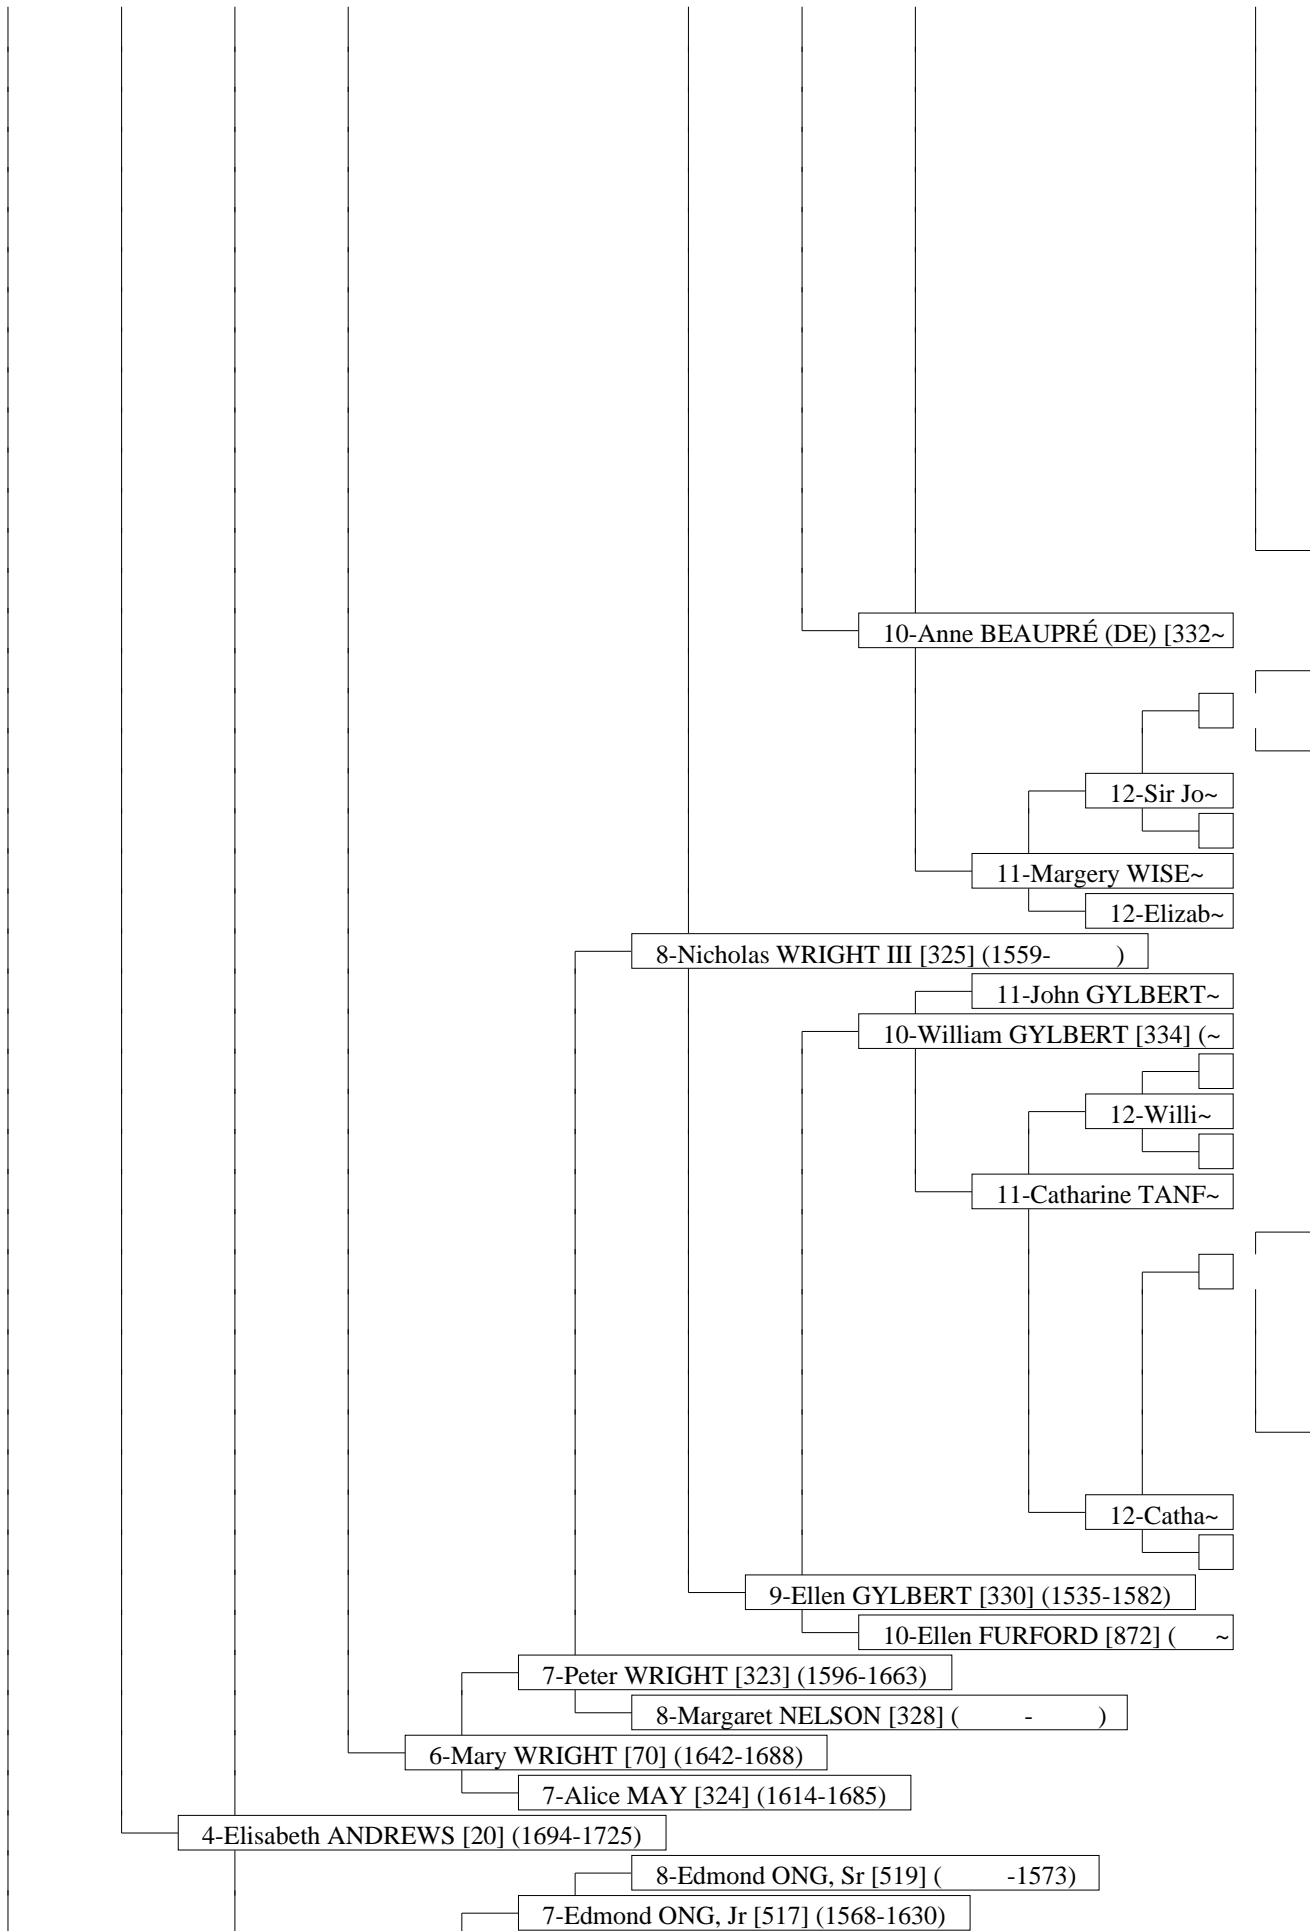 10-Anne BEAUPRÉ (DE) [332~
12-Sir Jo~
11-Margery WISE~
12-Elizab~
8-Nicholas WRIGHT III [325] (1559- )
11-John GYLBERT~
10-William GYLBERT [334] (~
12-Willi~
11-Catharine TANF~
12-Catha~
9-Ellen GYLBERT [330] (1535-1582)
10-Ellen FURFORD [872] ( ~
7-Peter WRIGHT [323] (1596-1663)
8-Margaret NELSON [328] ( - )
6-Mary WRIGHT [70] (1642-1688)
7-Alice MAY [324] (1614-1685)
4-Elisabeth ANDREWS [20] (1694-1725)
8-Edmond ONG, Sr [519] ( -1573)
7-Edmond ONG, Jr [517] (1568-1630)